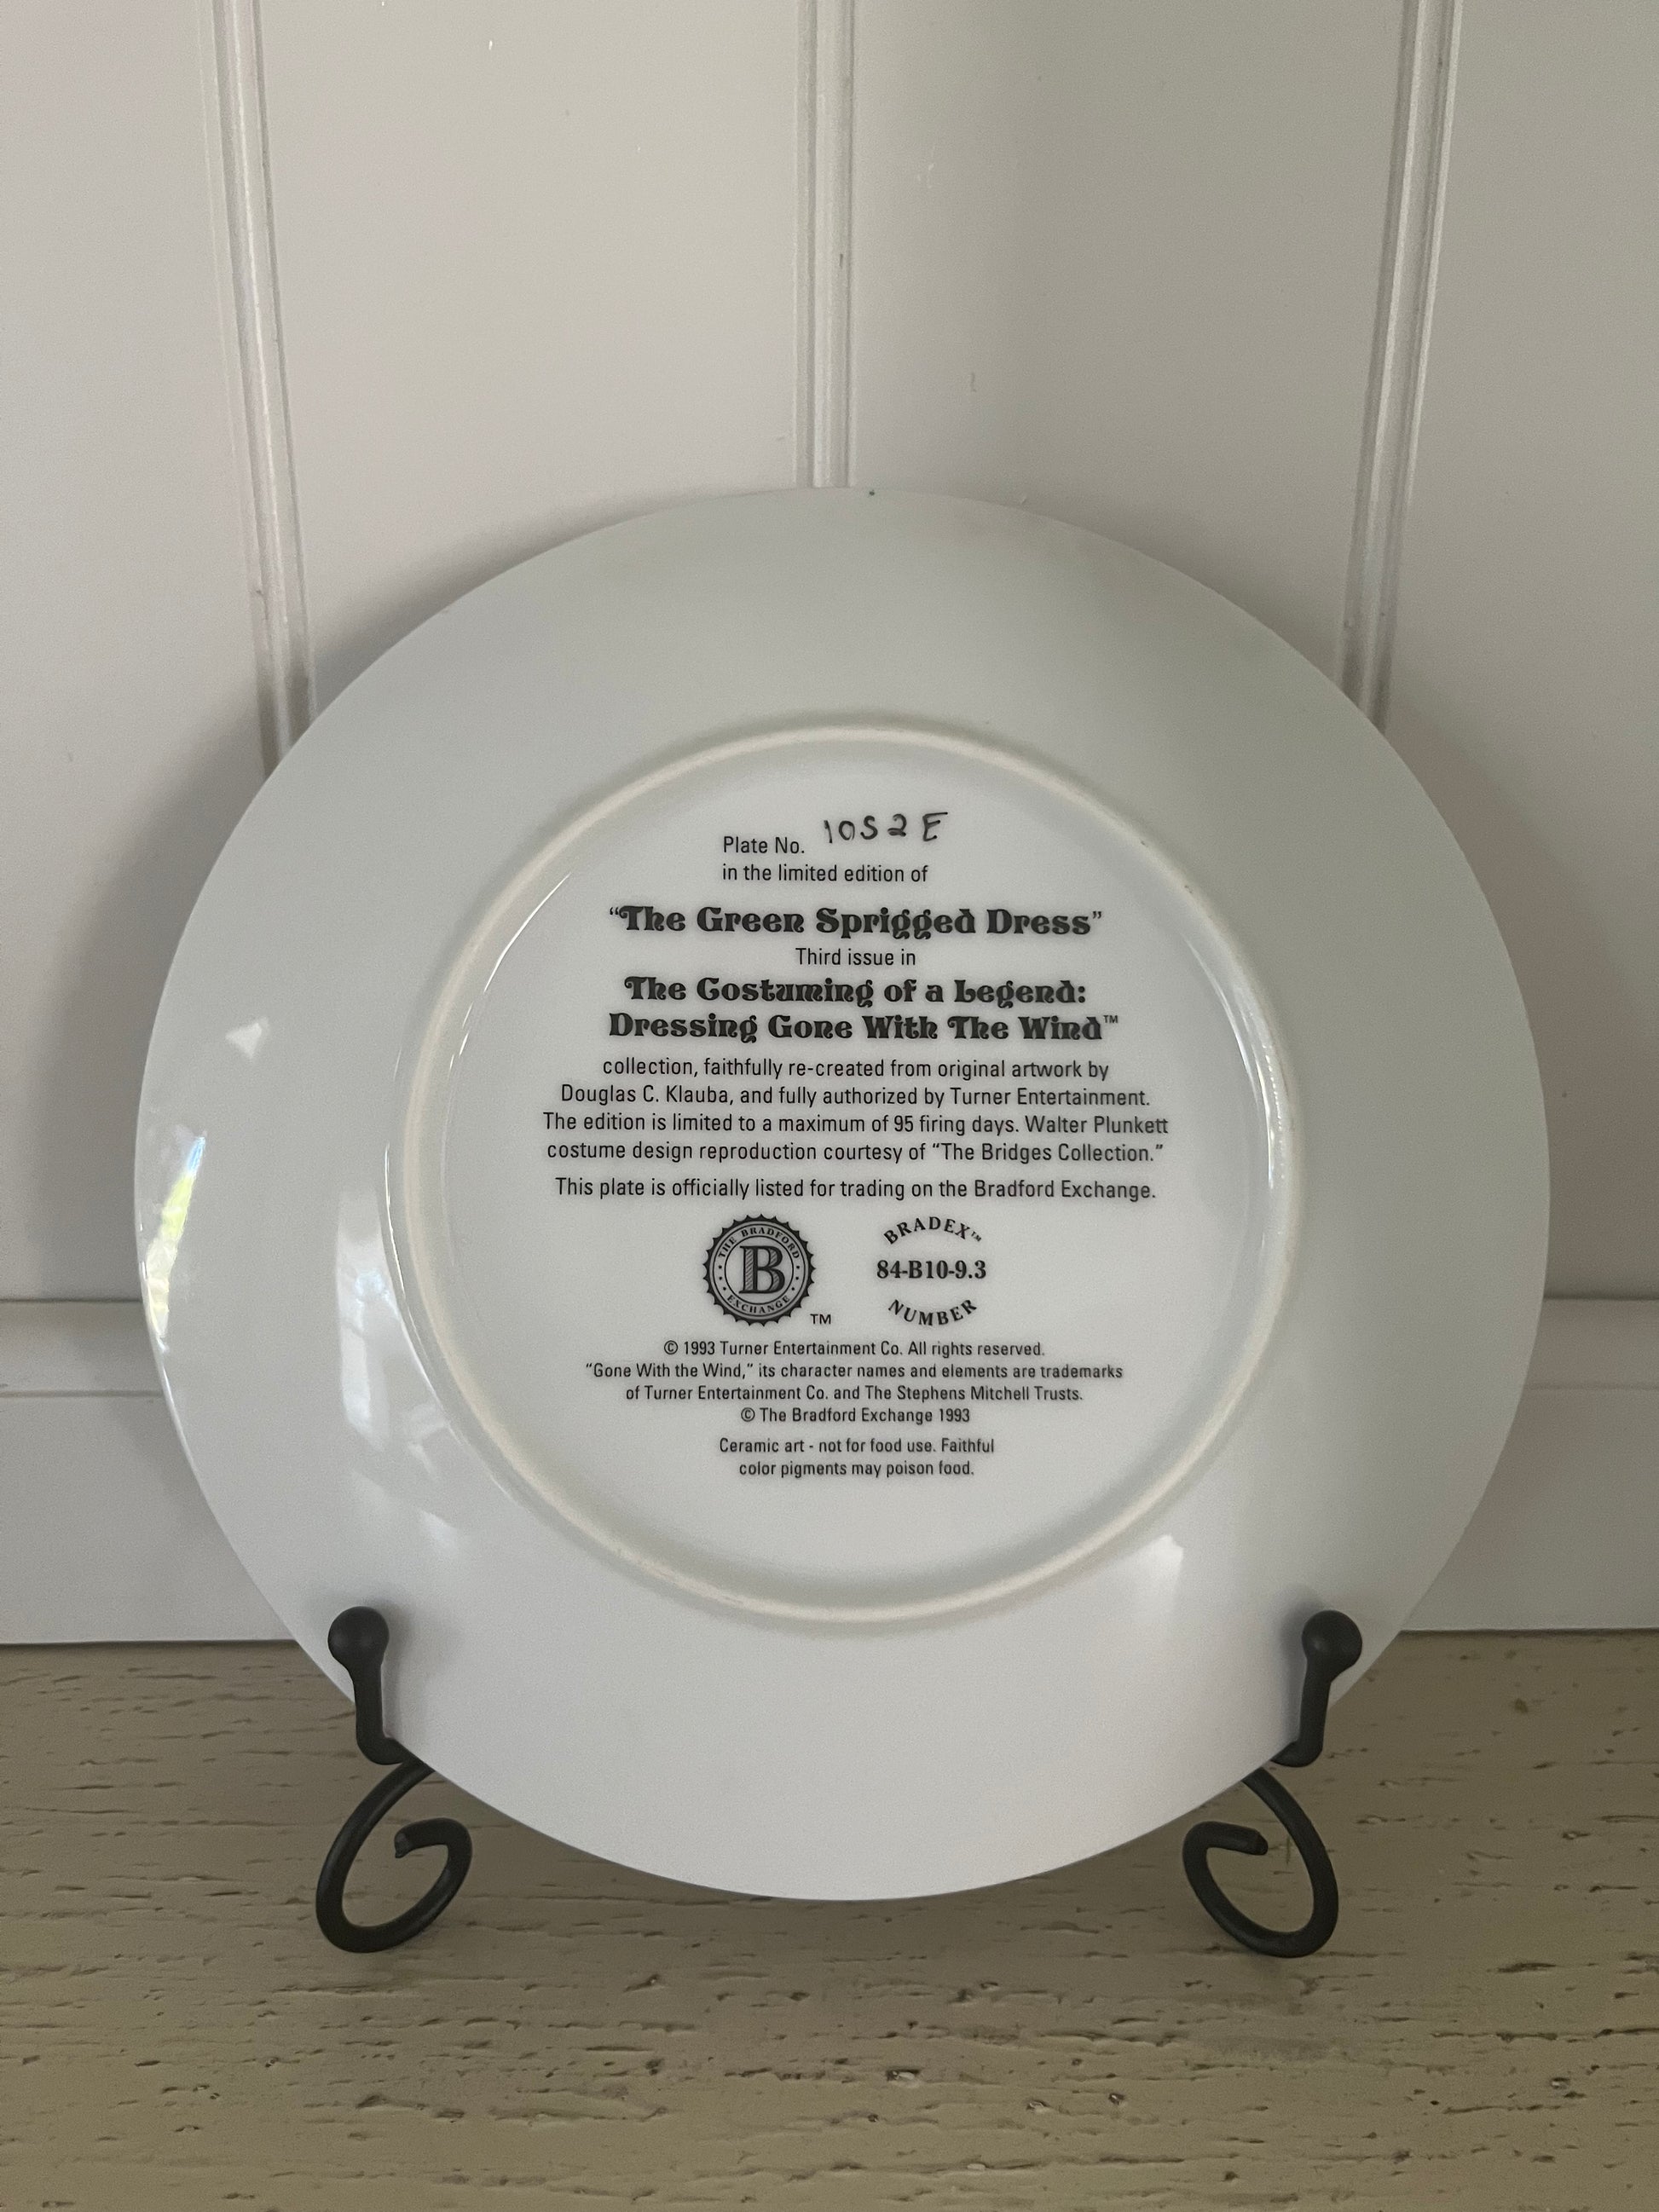 Plate No. 10S2E
in the limited edition of
“The Green Sprigged Dress”
Third issue in
The Costuming of a Legend:
Dressing Gone With The Wind™
collection, faithfully re-created from original artwork by
Douglas C. Klauba, and fully authorized by Turner Entertainment.
The edition is limited to a maximum of 95 firing days. Walter Plunkett
costume design reproduction courtesy of “The Bridges Collection.”
This plate is officially listed for trading on the Bradford Exchange.
THE BRADFORD
B
EXCHANGE
TM
BRADEX™
84-B10-9.3
NUMBER
© 1993 Turner Entertainment Co. All rights reserved.
“Gone With the Wind,” its character names and elements are trademarks
of Turner Entertainment Co. and The Stephens Mitchell Trusts.
© The Bradford Exchange 1993
Ceramic art - not for food use. Faithful
color pigments may poison food.